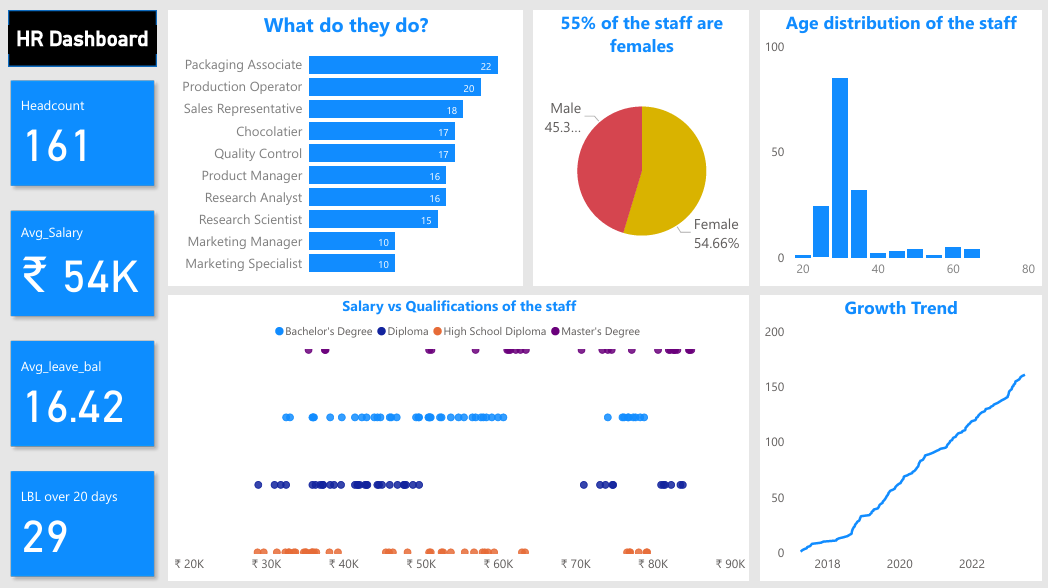 HR Dashboard
Headcount
161
Avg_Salary
₹ 54K
Avg_leave_bal
16.42
LBL over 20 days
29
What do they do?
Packaging Associate 22
Production Operator 20
Sales Representative 18
Chocolatier 17
Quality Control 17
Product Manager 16
Research Analyst 16
Research Scientist 15
Marketing Manager 10
Marketing Specialist 10
55% of the staff are
females
Male
45.3...
Female
54.66%
Age distribution of the staff
100
50
0
20 40 60 80
Salary vs Qualifications of the staff
Bachelor's Degree Diploma High School Diploma Master's Degree
₹ 20K ₹ 30K ₹ 40K ₹ 50K ₹ 60K ₹ 70K ₹ 80K ₹ 90K
Growth Trend
200
150
100
50
0
2018 2020 2022